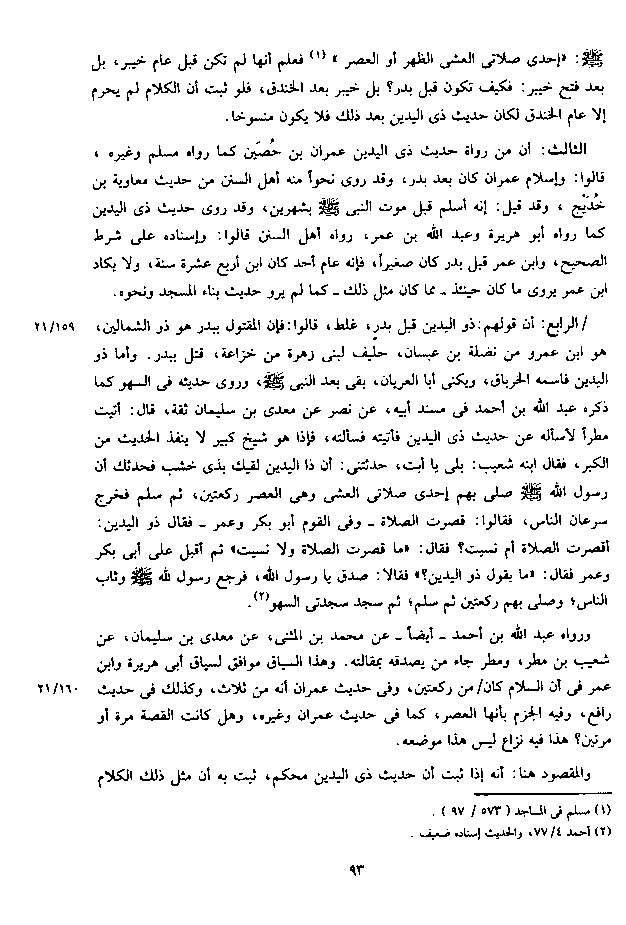 ﷺ: «إحدى صلاتى العشى الظهر أو العصر» (١) فعلم أنها لم تكن قبل عام خيبر، بل
بعد فتح خيبر: فكيف تكون قبل بدر؟ بل خيبر بعد الخندق، فلو ثبت أن الكلام لم يحرم
إلا عام الخندق لكان حديث ذى اليدين بعد ذلك فلا يكون منسوخا.
الثالث: أن من رواة حديث ذى اليدين عمران بن حُصَين كما رواه مسلم وغيره ،
قالوا: وإسلام عمران كان بعد بدر، وقد روى نحواً منه أهل السنن من حديث معاوية بن
حُدَيْج ، وقد قيل: إنه أسلم قبل موت النبى ﷺ بشهرين، وقد روى حديث ذى اليدين
كما رواه أبو هريرة وعبد الله بن عمر، رواه أهل السنن قالوا: وإسناده على شرط
الصحيح، وابن عمر قبل بدر كان صغيراً، فإنه عام أحد كان ابن أربع عشرة سنة، ولا يكاد
ابن عمر يروى ما كان حينئذ ـ مما كان مثل ذلك ـ كما لم يرو حديث بناء المسجد ونحوه.
٢١/١٥٩ / الرابع: أن قولهم: ذو اليدين قبل بدر، غلط، قالوا: فإن المقتول ببدر هو ذو الشمالين،
هو ابن عمرو من نضلة بن عبسان، حليف لبنى زهرة من خزاعة، قتل ببدر. وأما ذو
اليدين فاسمه الخرباق، ويكنى أبا العريان، بقى بعد النبى ﷺ، وروى حديثه فى السهو كما
ذكره عبد الله بن أحمد فى مسند أبيه، عن نصر عن معدى بن سليمان ثقة، قال: أتيت
مطراً لأسأله عن حديث ذى اليدين فأتيته فسألته، فإذا هو شيخ كبير لا ينفذ الحديث من
الكبر، فقال ابنه شعيب: بلى يا أبت، حدثتنى: أن ذا اليدين لقيك بذى خشب فحدثك أن
رسول الله ﷺ صلى بهم إحدى صلاتى العشى وهى العصر ركعتين، ثم سلم فخرج
سرعان الناس، فقالوا: قصرت الصلاة ـ وفى القوم أبو بكر وعمر ـ فقال ذو اليدين:
أقصرت الصلاة أم نسيت؟ فقال: «ما قصرت الصلاة ولا نسيت» ثم أقبل على أبى بكر
وعمر فقال: «ما يقول ذو اليدين؟» فقالا: صدق يا رسول الله، فرجع رسول لله ﷺ وثاب
الناس؛ وصلى بهم ركعتين ثم سلم؛ ثم سجد سجدتى السهو(٢).
ورواه عبد الله بن أحمد ـ أيضاً ـ عن محمد بن المثنى، عن معدى بن سليمان، عن
شعيب بن مطر، ومطر جاء من يصدقه بمقالته. وهذا السياق موافق لسياق أبى هريرة وابن
٢١/١٦٠ عمر فى أن السلام كان/ من ركعتين، وفى حديث عمران أنه من ثلاث، وكذلك فى حديث
رافع، وفيه الجزم بأنها العصر، كما فى حديث عمران وغيره، وهل كانت القصة مرة أو
مرتين؟ هذا فيه نزاع ليس هذا موضعه.
والمقصود هنا: أنه إذا ثبت أن حديث ذى اليدين محكم، ثبت به أن مثل ذلك الكلام
(١) مسلم فى المساجد ( ٥٧٣ / ٩٧ ) .
(٢) أحمد ٤/ ٧٧، والحديث إسناده ضعيف .
٩٣